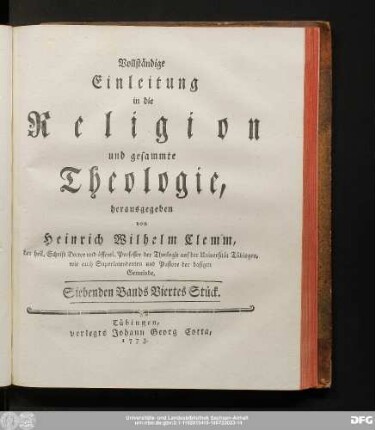 Vollständige
Einleitung
in die
Religion
und gesammte
Theologie,
herausgegeben
von
Heinrich Wilhelm Clemm,
der heil. Schrift Doctor und öffentl. Professor der Theologie auf der Universität Tübingen,
wie auch Superintendenten und Pastore der dasigen
Gemeinde.
Siebenden Bands Viertes Stück.
Tübingen,
verlegts Johann Georg Cotta,
1773.
Universitäts- und Landesbibliothek Sachsen-Anhalt
DFG